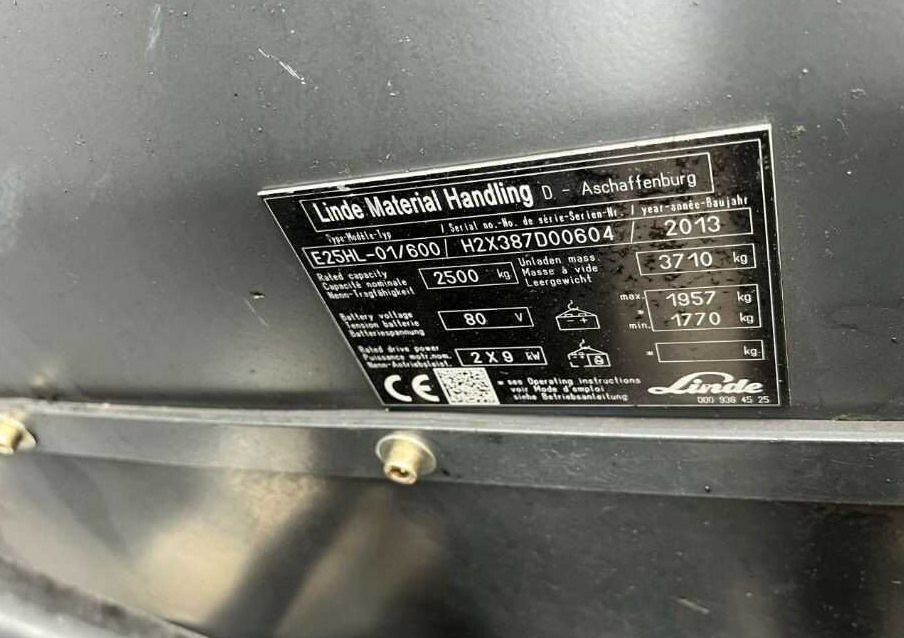 Linde Material Handling D - Aschaffenburg
Type-Modèle-Typ / Serial no.-No. de série-Serien-Nr. / year-année-Baujahr
E25HL-01/600 / H2X387D00604 / 2013
Rated capacity
Capacité nominale
Nenn-Tragfähigkeit
2500 kg
Unladen mass
Masse à vide
Leergewicht
3710 kg
Battery voltage
Tension batterie
Batteriespannung
80 V
- +
max. 1957 kg
*
min. 1770 kg
Rated drive power
Puissance motr.nom.
Nenn-Antriebsleist.
2 X 9 kW
* kg
CE
* see Operating instructions
voir Mode d'emploi
siehe Betriebsanleitung
Linde
000 936 45 25